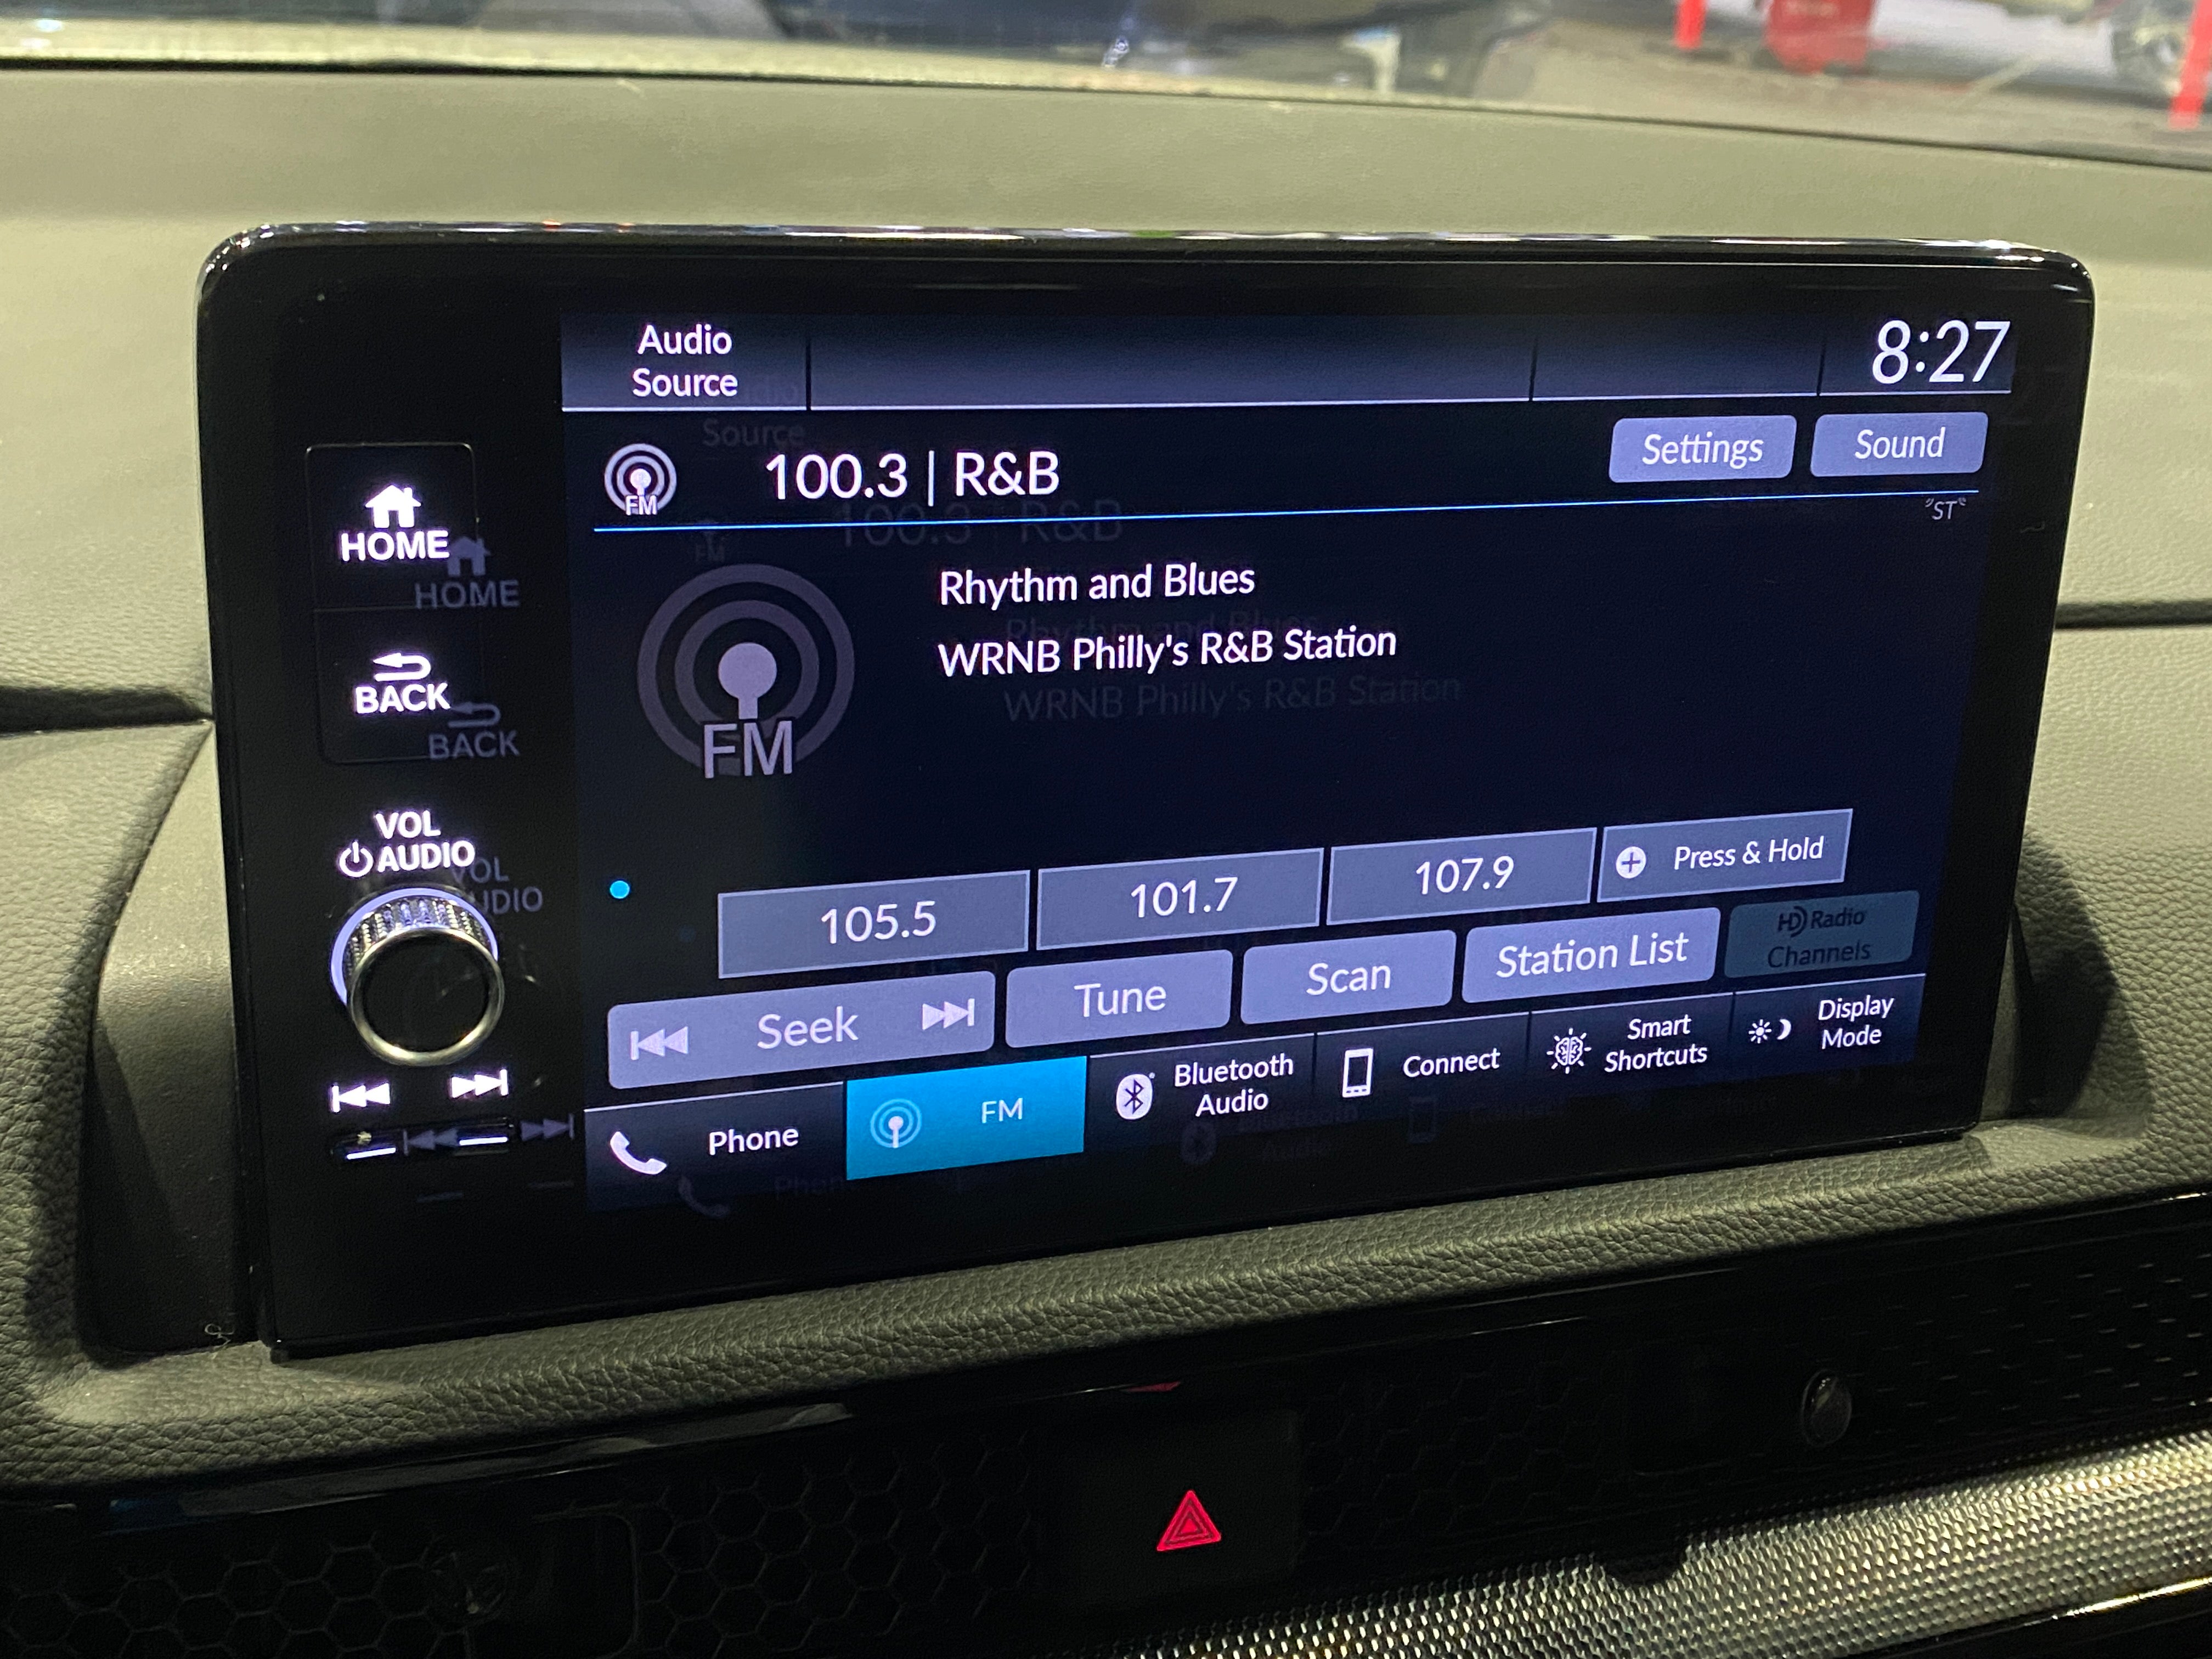 Audio
Source
8:27
FM
100.3 | R&B
Settings
Sound
"ST"
HOME
BACK
VOL
AUDIO
FM
Rhythm and Blues
WRNB Philly's R&B Station
105.5
101.7
107.9
Press & Hold
Seek
Tune
Scan
Station List
HD Radio
Channels
Phone
FM
Bluetooth
Audio
Connect
Smart
Shortcuts
Display
Mode